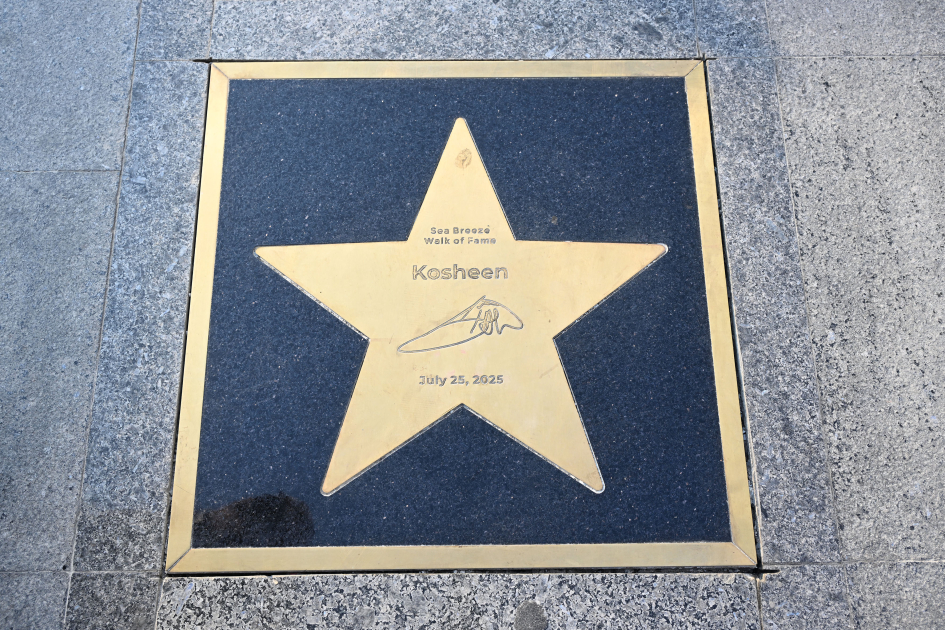 Sea Breeze
Walk of Fame
Kosheen
July 25, 2025